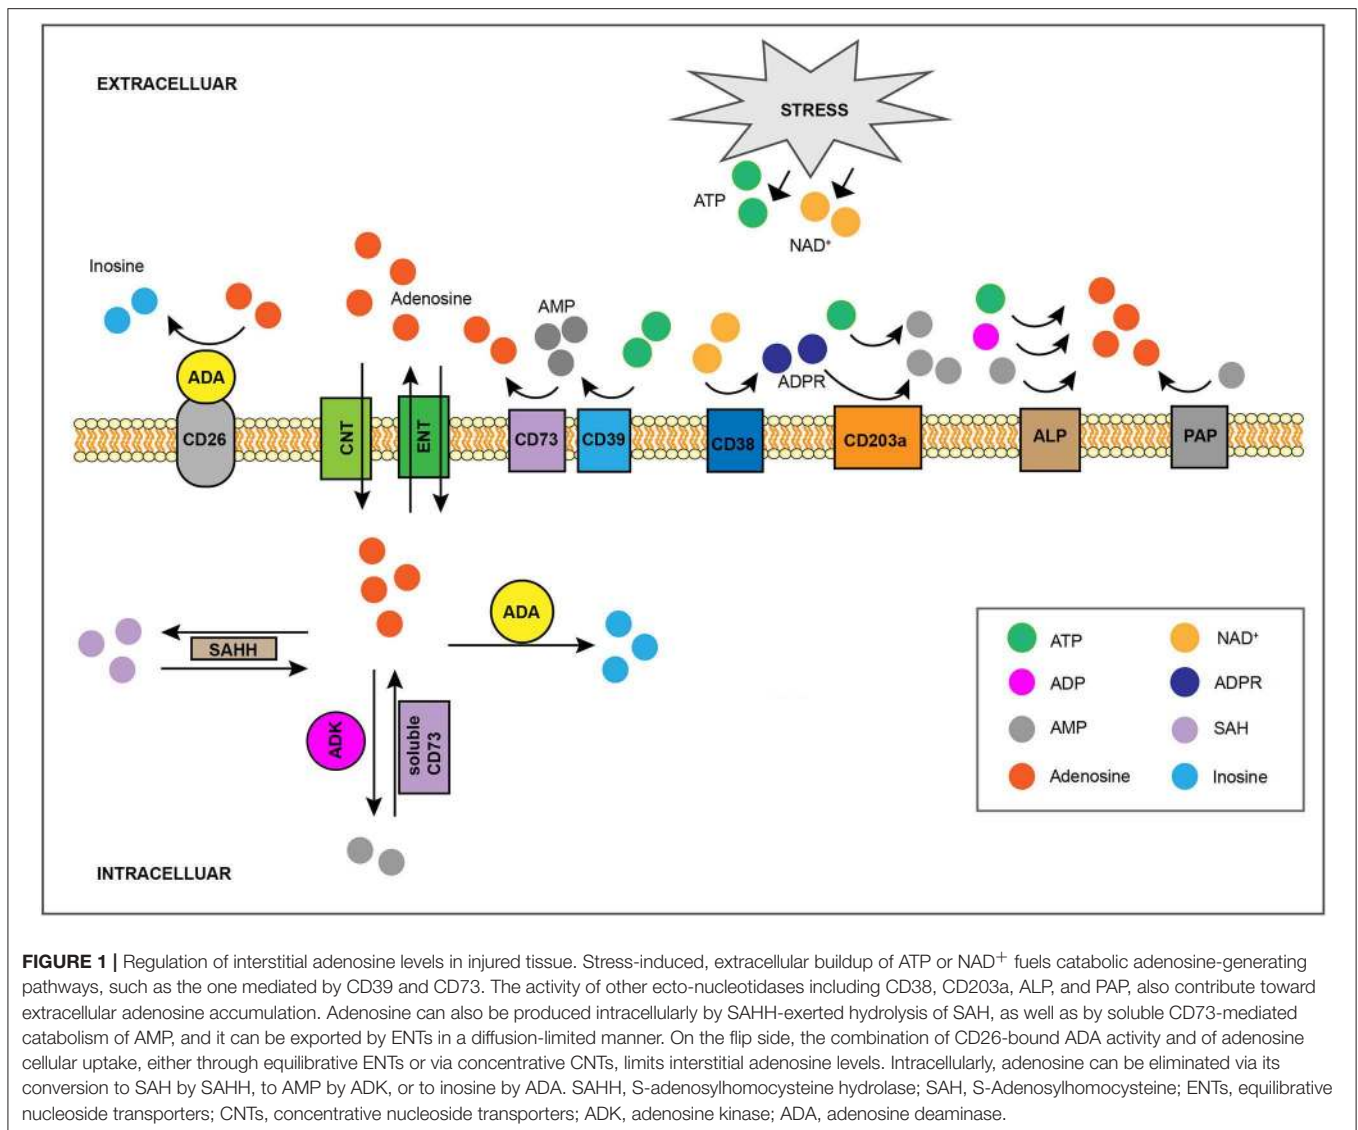 EXTRACELLUAR
STRESS
ATP
NAD+
Inosine
Adenosine
AMP
ADPR
ADA
CD26
CNT
ENT
CD73
CD39
CD38
CD203a
ALP
PAP
ADA
SAHH
ADK
soluble
CD73
ATP
NAD+
ADP
ADPR
AMP
SAH
Adenosine
Inosine
INTRACELLUAR
FIGURE 1 | Regulation of interstitial adenosine levels in injured tissue. Stress-induced, extracellular buildup of ATP or NAD+ fuels catabolic adenosine-generating
pathways, such as the one mediated by CD39 and CD73. The activity of other ecto-nucleotidases including CD38, CD203a, ALP, and PAP, also contribute toward
extracellular adenosine accumulation. Adenosine can also be produced intracellularly by SAHH-exerted hydrolysis of SAH, as well as by soluble CD73-mediated
catabolism of AMP, and it can be exported by ENTs in a diffusion-limited manner. On the flip side, the combination of CD26-bound ADA activity and of adenosine
cellular uptake, either through equilibrative ENTs or via concentrative CNTs, limits interstitial adenosine levels. Intracellularly, adenosine can be eliminated via its
conversion to SAH by SAHH, to AMP by ADK, or to inosine by ADA. SAHH, S-adenosylhomocysteine hydrolase; SAH, S-Adenosylhomocysteine; ENTs, equilibrative
nucleoside transporters; CNTs, concentrative nucleoside transporters; ADK, adenosine kinase; ADA, adenosine deaminase.